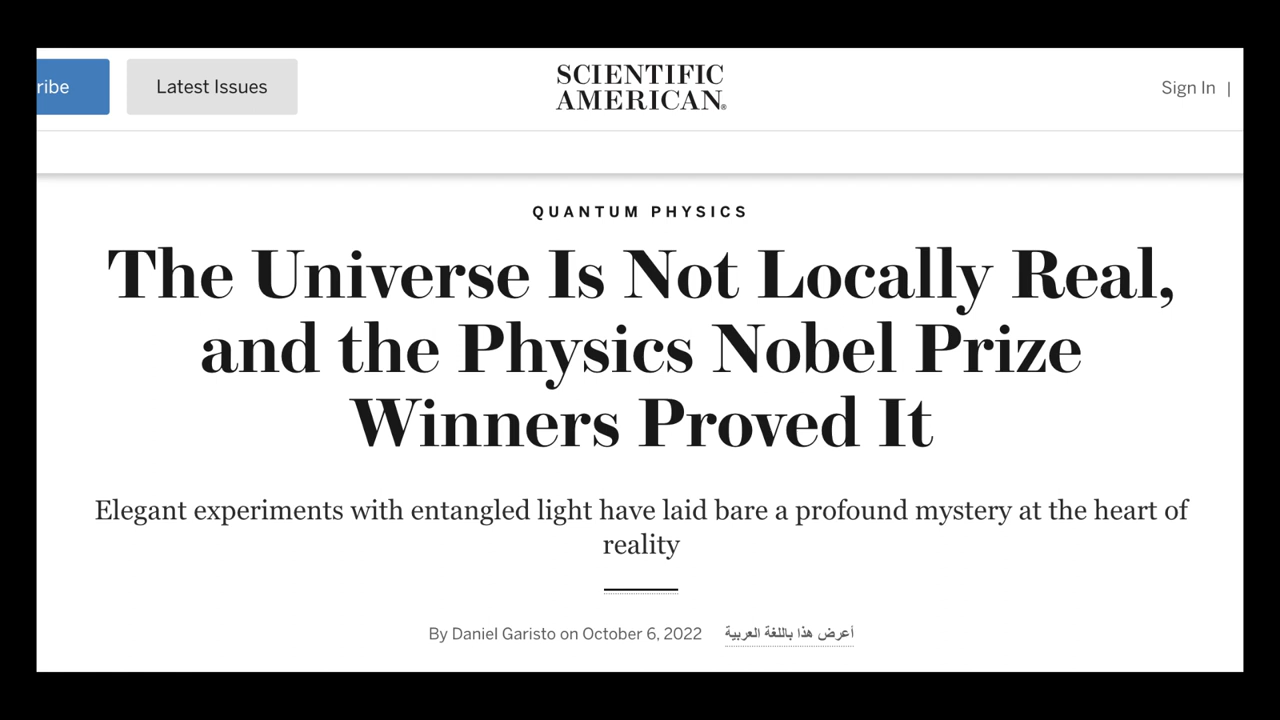 ribe
Latest Issues
SCIENTIFIC
AMERICAN®
Sign In |
QUANTUM PHYSICS
The Universe Is Not Locally Real,
and the Physics Nobel Prize
Winners Proved It
Elegant experiments with entangled light have laid bare a profound mystery at the heart of
reality
By Daniel Garisto on October 6, 2022 أعرض هذا باللغة العربية